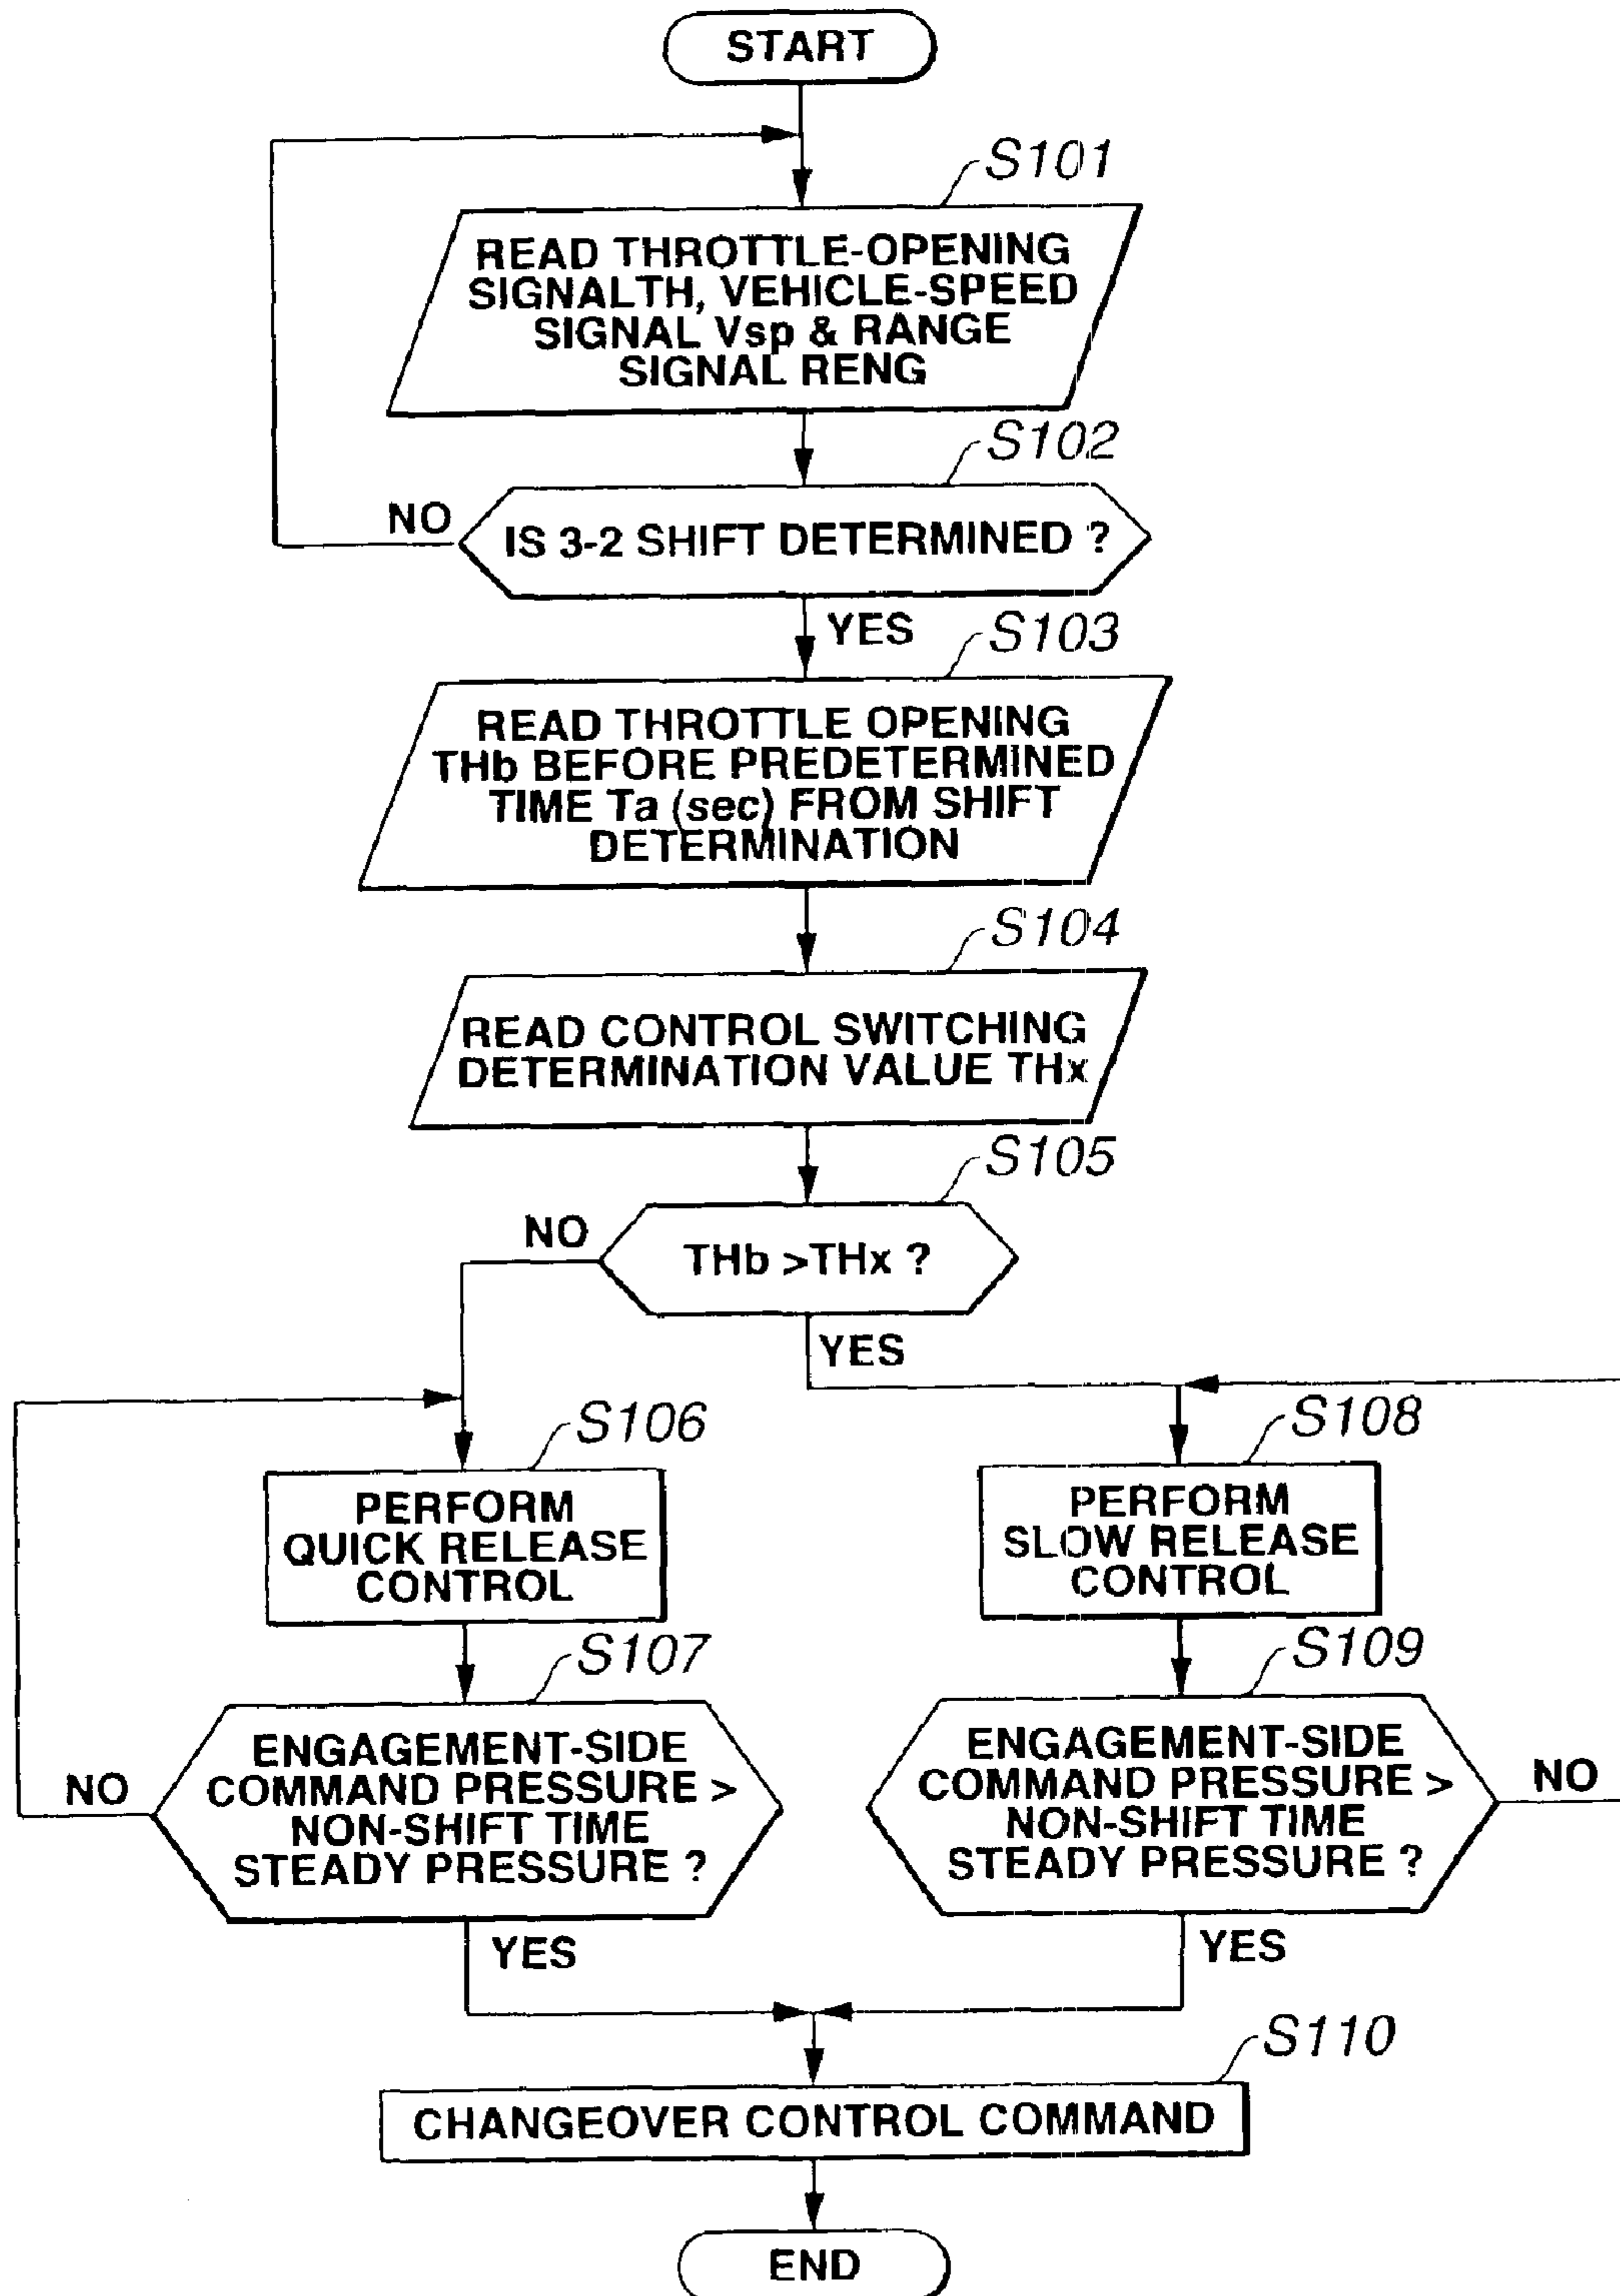 START
S101
READ THROTTLE-OPENING
SIGNALTH, VEHICLE-SPEED
SIGNAL Vsp & RANGE
SIGNAL RENG
S102
NO
IS 3-2 SHIFT DETERMINED ?
YES
S103
READ THROTTLE OPENING
THb BEFORE PREDETERMINED
TIME Ta (sec) FROM SHIFT
DETERMINATION
S104
READ CONTROL SWITCHING
DETERMINATION VALUE THx
S105
NO
THb >THx ?
YES
S106
PERFORM
QUICK RELEASE
CONTROL
S107
NO
ENGAGEMENT-SIDE
COMMAND PRESSURE >
NON-SHIFT TIME
STEADY PRESSURE ?
YES
S108
PERFORM
SLOW RELEASE
CONTROL
S109
ENGAGEMENT-SIDE
COMMAND PRESSURE >
NON-SHIFT TIME
STEADY PRESSURE ?
NO
YES
S110
CHANGEOVER CONTROL COMMAND
END